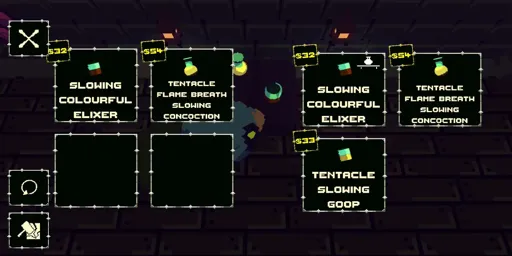 $32
SLOWING
COLOURFUL
ELIXER
$54
TENTACLE
FLAME BREATH
SLOWING
CONCOCTION
$32
SLOWING
COLOURFUL
ELIXER
$54
TENTACLE
FLAME BREATH
SLOWING
CONCOCTION
$33
TENTACLE
SLOWING
GOOP